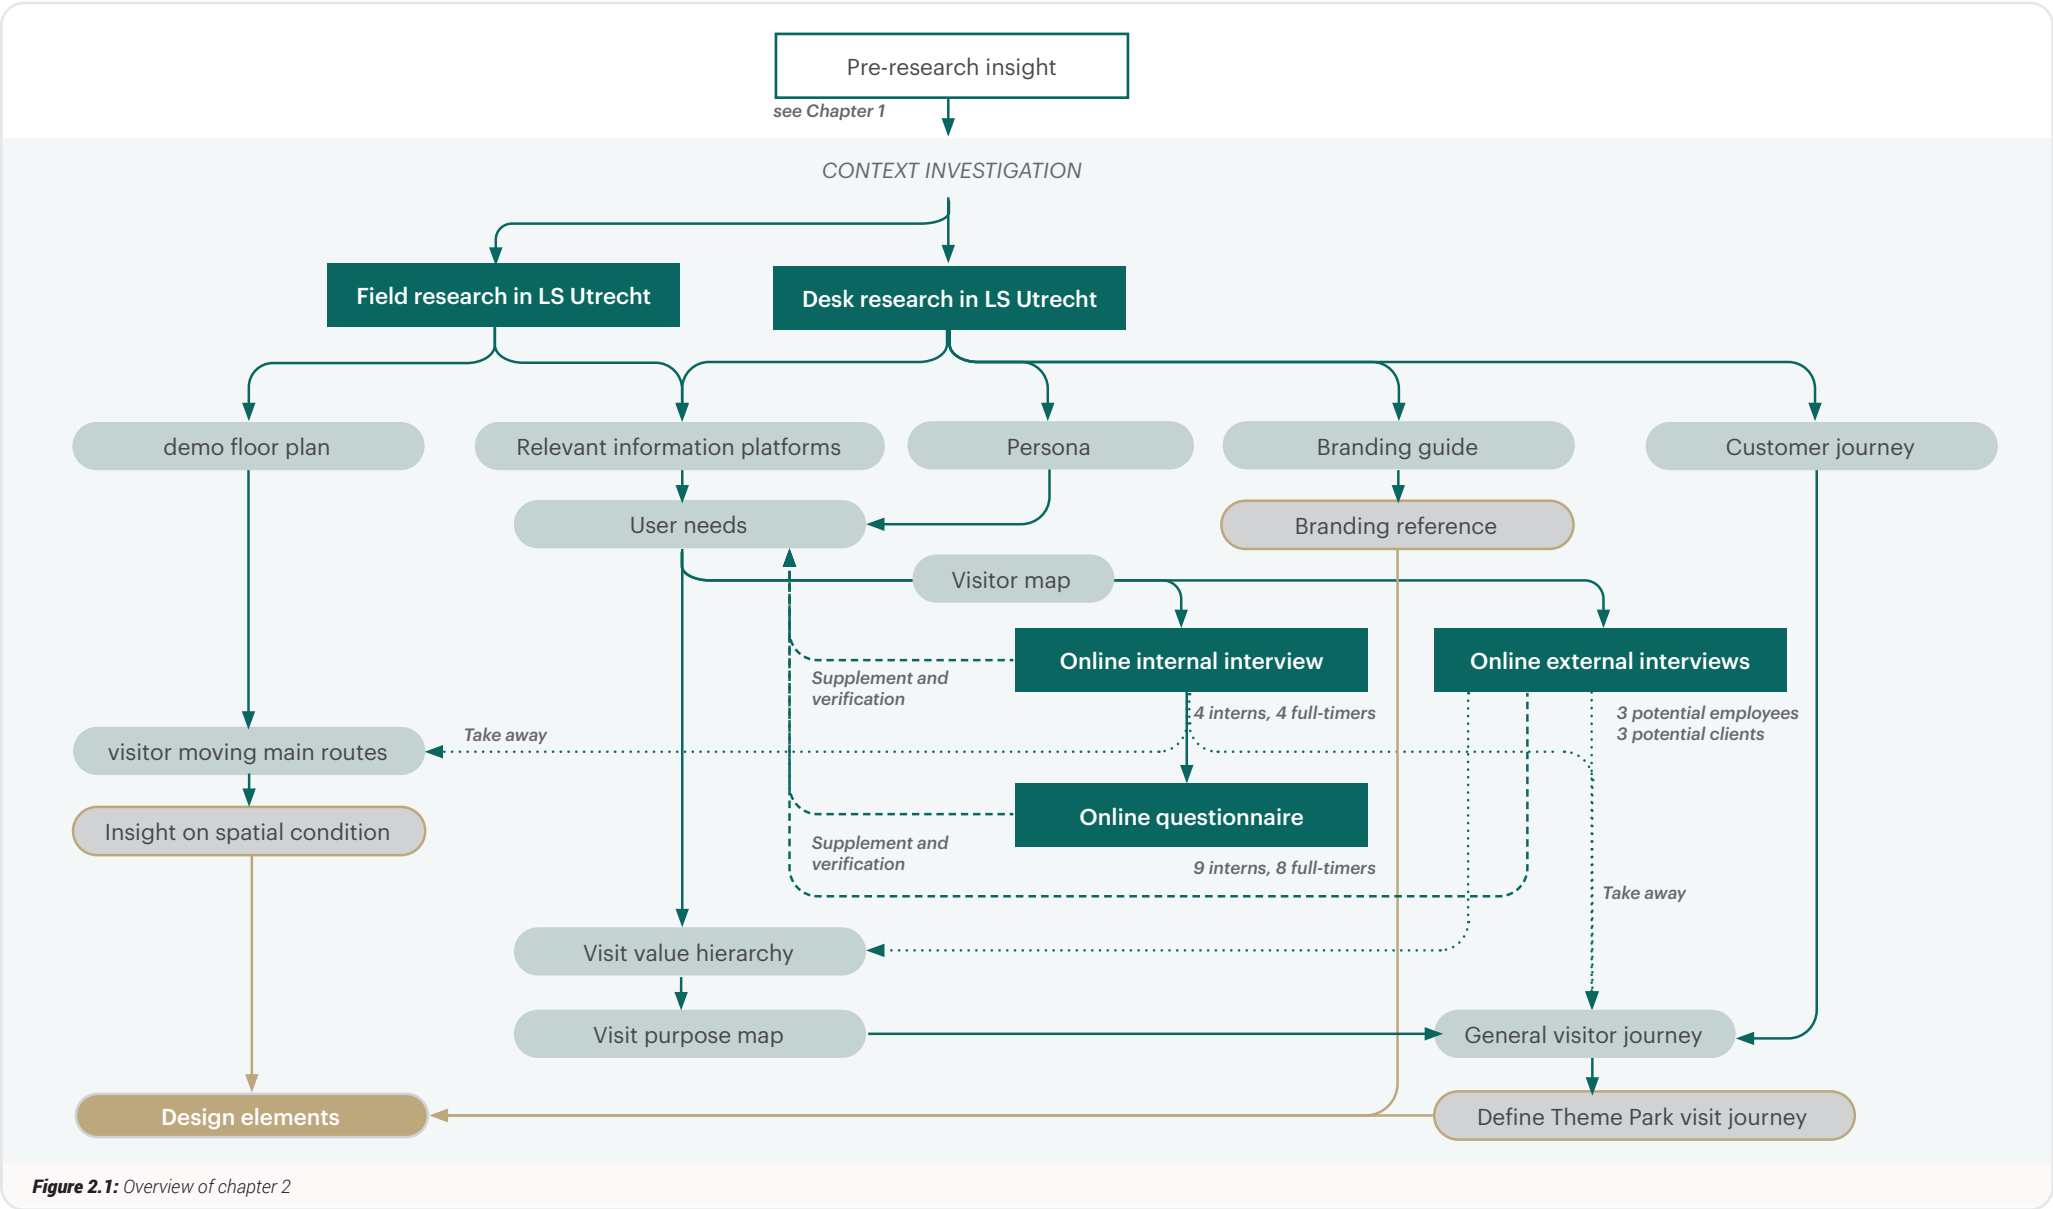 Pre-research insight
see Chapter 1
CONTEXT INVESTIGATION
Field research in LS Utrecht
Desk research in LS Utrecht
demo floor plan
Relevant information platforms
Persona
Branding guide
Customer journey
User needs
Branding reference
Visitor map
Online internal interview
Online external interviews
Supplement and
verification
4 interns, 4 full-timers
3 potential employees
3 potential clients
Take away
visitor moving main routes
Online questionnaire
Insight on spatial condition
Supplement and
verification
9 interns, 8 full-timers
Take away
Visit value hierarchy
Visit purpose map
General visitor journey
Design elements
Define Theme Park visit journey
Figure 2.1: Overview of chapter 2